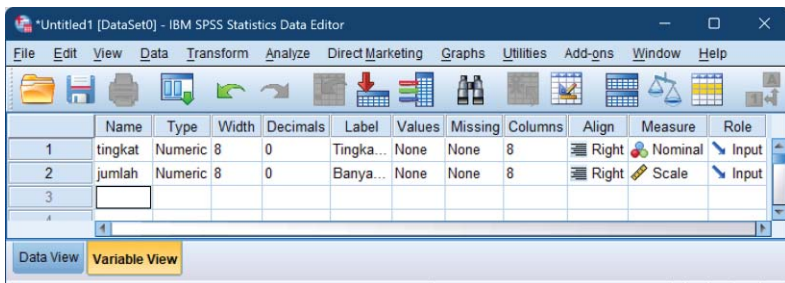 *Untitled1 [DataSet0] - IBM SPSS Statistics Data Editor
File Edit View Data Transform Analyze Direct Marketing Graphs Utilities Add-ons Window Help
A
Name Type Width Decimals Label Values Missing Columns Align Measure Role
1 tingkat Numeric 8 0 Tingka... None None 8 Right Nominal Input
2 jumlah Numeric 8 0 Banya... None None 8 Right Scale Input
3
Data View Variable View